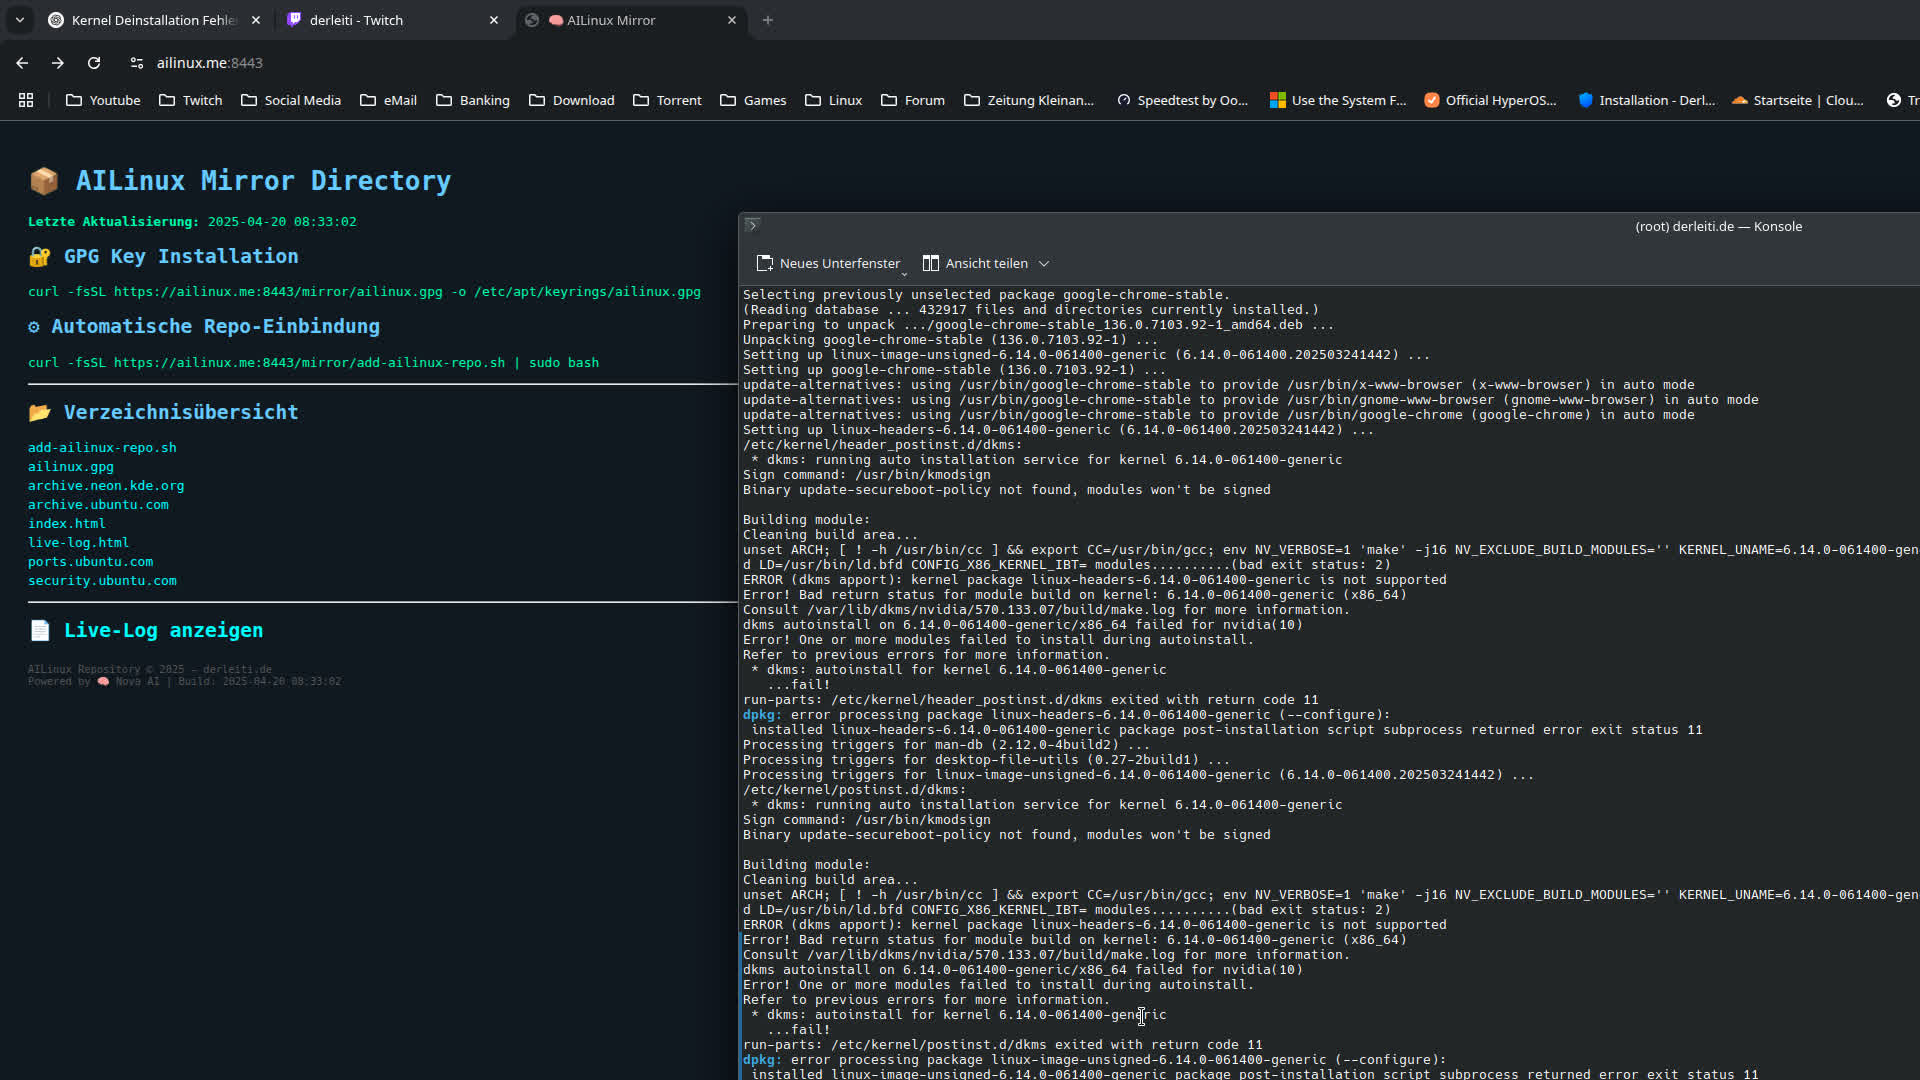 Kernel Deinstallation Fehle
derleiti - Twitch
AILinux Mirror
ailinux.me:8443
Youtube
Twitch
Social Media
eMail
Banking
Download
Torrent
Games
Linux
Forum
Zeitung Kleinan...
Speedtest by Oo...
Use the System F...
Official HyperOS...
Installation - Derl...
Startseite | Clou...
Tr
AILinux Mirror Directory
Letzte Aktualisierung: 2025-04-20 08:33:02
GPG Key Installation
curl -fsSL https://ailinux.me:8443/mirror/ailinux.gpg -o /etc/apt/keyrings/ailinux.gpg
Automatische Repo-Einbindung
curl -fsSL https://ailinux.me:8443/mirror/add-ailinux-repo.sh | sudo bash
Verzeichnisübersicht
add-ailinux-repo.sh
ailinux.gpg
archive.neon.kde.org
archive.ubuntu.com
index.html
live-log.html
ports.ubuntu.com
security.ubuntu.com
Live-Log anzeigen
AILinux Repository © 2025 – derleiti.de
Powered by 🧠 Nova AI | Build: 2025-04-20 08:33:02
(root) derleiti.de — Konsole
Neues Unterfenster
Ansicht teilen
Selecting previously unselected package google-chrome-stable.
(Reading database ... 432917 files and directories currently installed.)
Preparing to unpack .../google-chrome-stable_136.0.7103.92-1_amd64.deb ...
Unpacking google-chrome-stable (136.0.7103.92-1) ...
Setting up linux-image-unsigned-6.14.0-061400-generic (6.14.0-061400.202503241442) ...
Setting up google-chrome-stable (136.0.7103.92-1) ...
update-alternatives: using /usr/bin/google-chrome-stable to provide /usr/bin/x-www-browser (x-www-browser) in auto mode
update-alternatives: using /usr/bin/google-chrome-stable to provide /usr/bin/gnome-www-browser (gnome-www-browser) in auto mode
update-alternatives: using /usr/bin/google-chrome-stable to provide /usr/bin/google-chrome (google-chrome) in auto mode
Setting up linux-headers-6.14.0-061400-generic (6.14.0-061400.202503241442) ...
/etc/kernel/header_postinst.d/dkms:
 * dkms: running auto installation service for kernel 6.14.0-061400-generic
Sign command: /usr/bin/kmodsign
Binary update-secureboot-policy not found, modules won't be signed
Building module:
Cleaning build area...
unset ARCH; [ ! -h /usr/bin/cc ] && export CC=/usr/bin/gcc; env NV_VERBOSE=1 'make' -j16 NV_EXCLUDE_BUILD_MODULES='' KERNEL_UNAME=6.14.0-061400-gen
d LD=/usr/bin/ld.bfd CONFIG_X86_KERNEL_IBT= modules..........(bad exit status: 2)
ERROR (dkms apport): kernel package linux-headers-6.14.0-061400-generic is not supported
Error! Bad return status for module build on kernel: 6.14.0-061400-generic (x86_64)
Consult /var/lib/dkms/nvidia/570.133.07/build/make.log for more information.
dkms autoinstall on 6.14.0-061400-generic/x86_64 failed for nvidia(10)
Error! One or more modules failed to install during autoinstall.
Refer to previous errors for more information.
 * dkms: autoinstall for kernel 6.14.0-061400-generic
   ...fail!
run-parts: /etc/kernel/header_postinst.d/dkms exited with return code 11
dpkg: error processing package linux-headers-6.14.0-061400-generic (--configure):
 installed linux-headers-6.14.0-061400-generic package post-installation script subprocess returned error exit status 11
Processing triggers for man-db (2.12.0-4build2) ...
Processing triggers for desktop-file-utils (0.27-2build1) ...
Processing triggers for linux-image-unsigned-6.14.0-061400-generic (6.14.0-061400.202503241442) ...
/etc/kernel/postinst.d/dkms:
 * dkms: running auto installation service for kernel 6.14.0-061400-generic
Sign command: /usr/bin/kmodsign
Binary update-secureboot-policy not found, modules won't be signed
Building module:
Cleaning build area...
unset ARCH; [ ! -h /usr/bin/cc ] && export CC=/usr/bin/gcc; env NV_VERBOSE=1 'make' -j16 NV_EXCLUDE_BUILD_MODULES='' KERNEL_UNAME=6.14.0-061400-gen
d LD=/usr/bin/ld.bfd CONFIG_X86_KERNEL_IBT= modules..........(bad exit status: 2)
ERROR (dkms apport): kernel package linux-headers-6.14.0-061400-generic is not supported
Error! Bad return status for module build on kernel: 6.14.0-061400-generic (x86_64)
Consult /var/lib/dkms/nvidia/570.133.07/build/make.log for more information.
dkms autoinstall on 6.14.0-061400-generic/x86_64 failed for nvidia(10)
Error! One or more modules failed to install during autoinstall.
Refer to previous errors for more information.
 * dkms: autoinstall for kernel 6.14.0-061400-generic
   ...fail!
run-parts: /etc/kernel/postinst.d/dkms exited with return code 11
dpkg: error processing package linux-image-unsigned-6.14.0-061400-generic (--configure):
 installed linux-image-unsigned-6.14.0-061400-generic package post-installation script subprocess returned error exit status 11